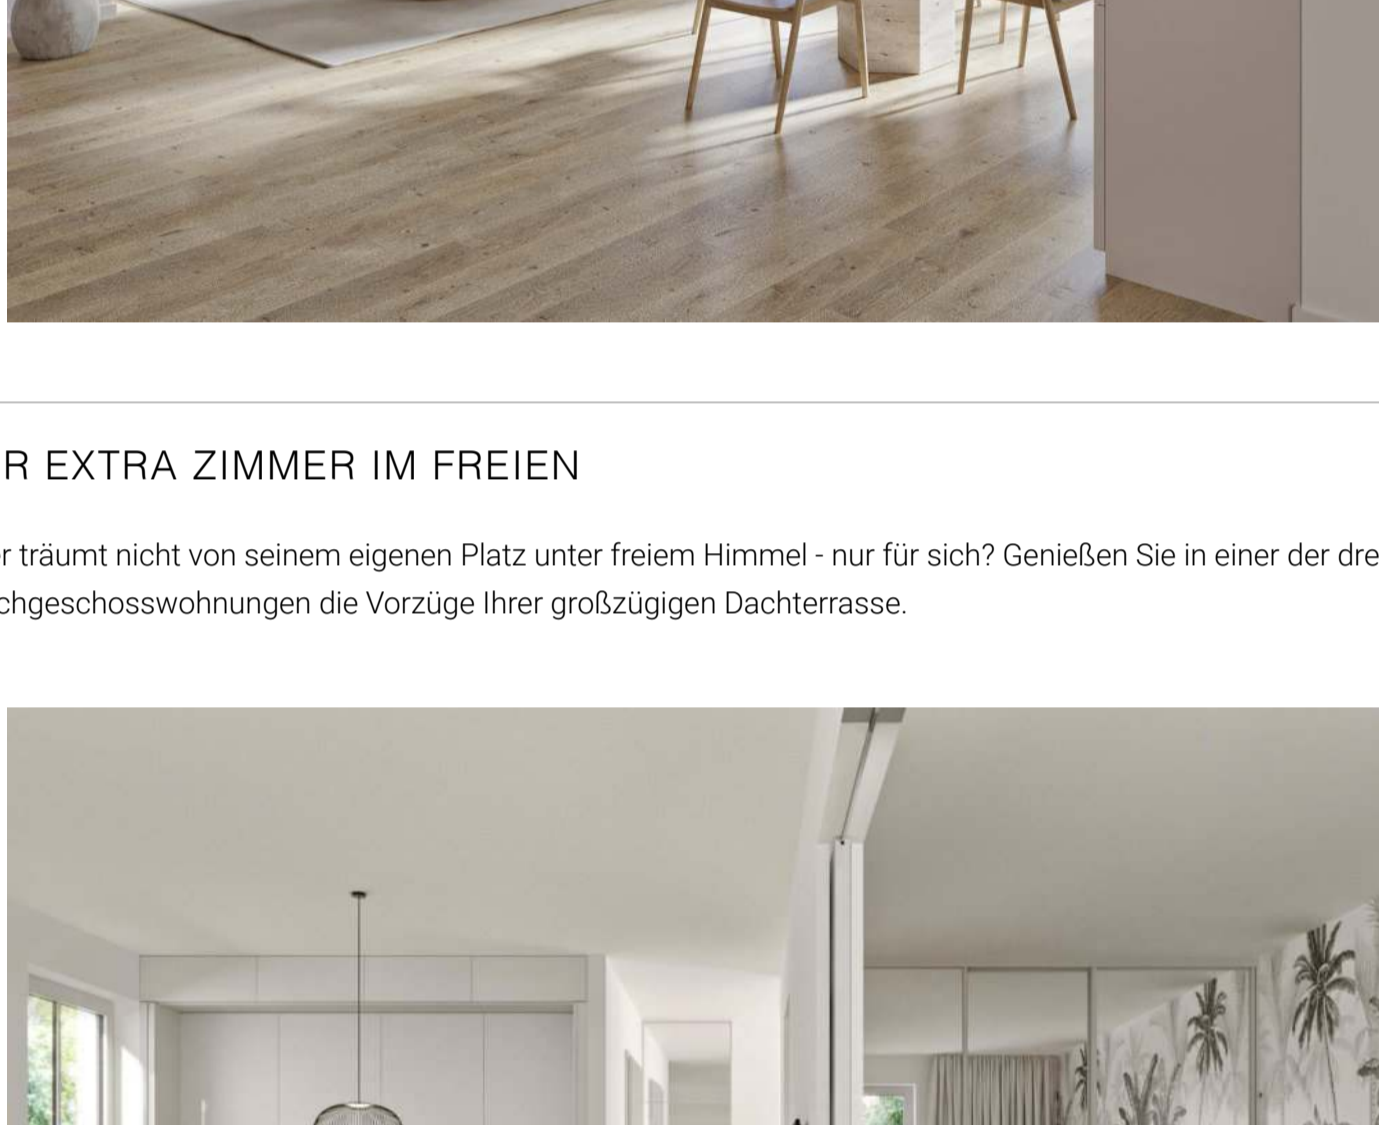 R EXTRA ZIMMER IM FREIEN
r träumt nicht von seinem eigenen Platz unter freiem Himmel - nur für sich? Genießen Sie in einer der dre
chgeschosswohnungen die Vorzüge Ihrer großzügigen Dachterrasse.